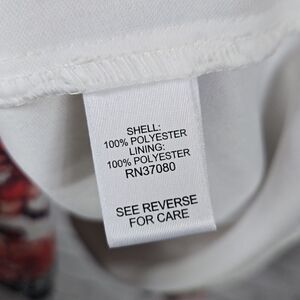 SHELL:
100% POLYESTER
LINING:
100% POLYESTER
RN37080
SEE REVERSE
FOR CARE